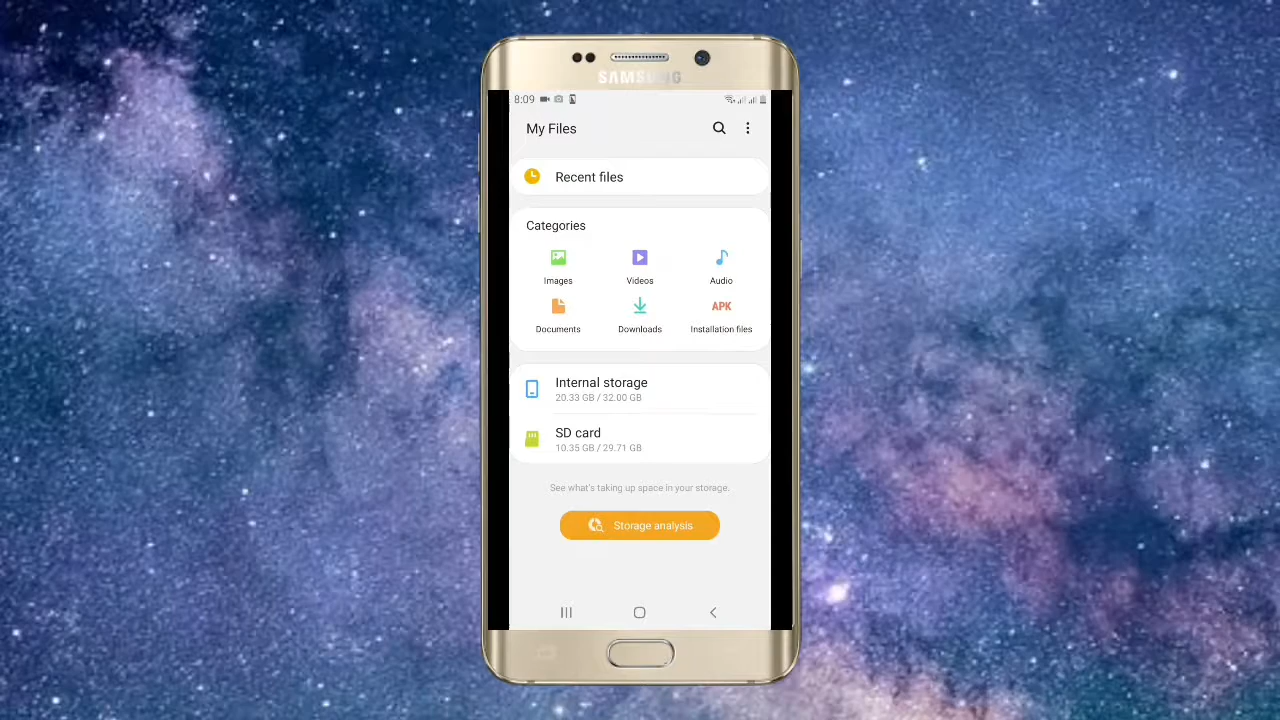 SAMSUNG
8:09
My Files
Recent files
Categories
Images
Videos
Audio
APK
Documents
Downloads
Installation files
Internal storage
20.33 GB / 32.00 GB
SD card
10.35 GB / 29.71 GB
See what's taking up space in your storage.
Storage analysis